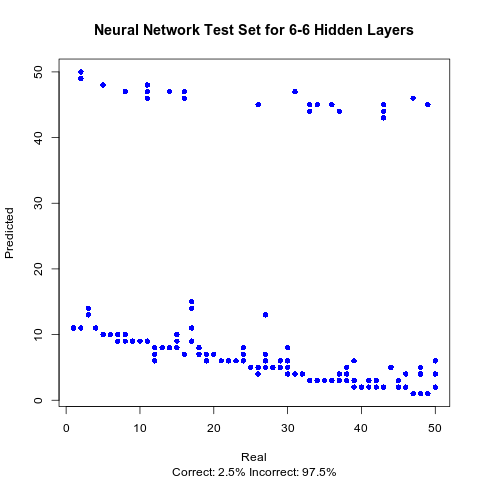 Neural Network Test Set for 6-6 Hidden Layers
Predicted
50
40
30
20
10
0
0 10 20 30 40 50
Real
Correct: 2.5% Incorrect: 97.5%